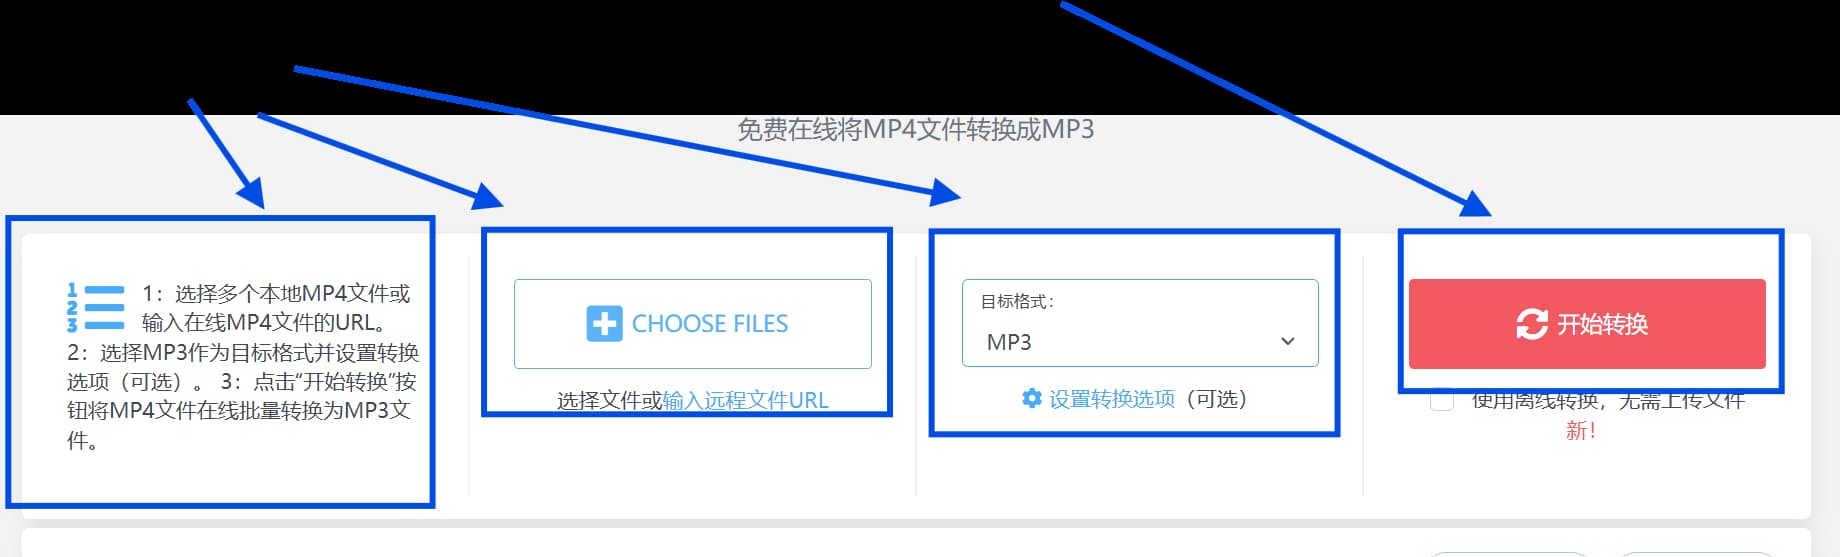 免费在线将MP4文件转换成MP3
1
2
3
1：选择多个本地MP4文件或
输入在线MP4文件的URL。
2：选择MP3作为目标格式并设置转换
选项（可选）。 3：点击“开始转换”按
钮将MP4文件在线批量转换为MP3文
件。
CHOOSE FILES
选择文件或输入远程文件URL
目标格式：
MP3
设置转换选项（可选）
开始转换
使用离线转换，无需上传文件
新！